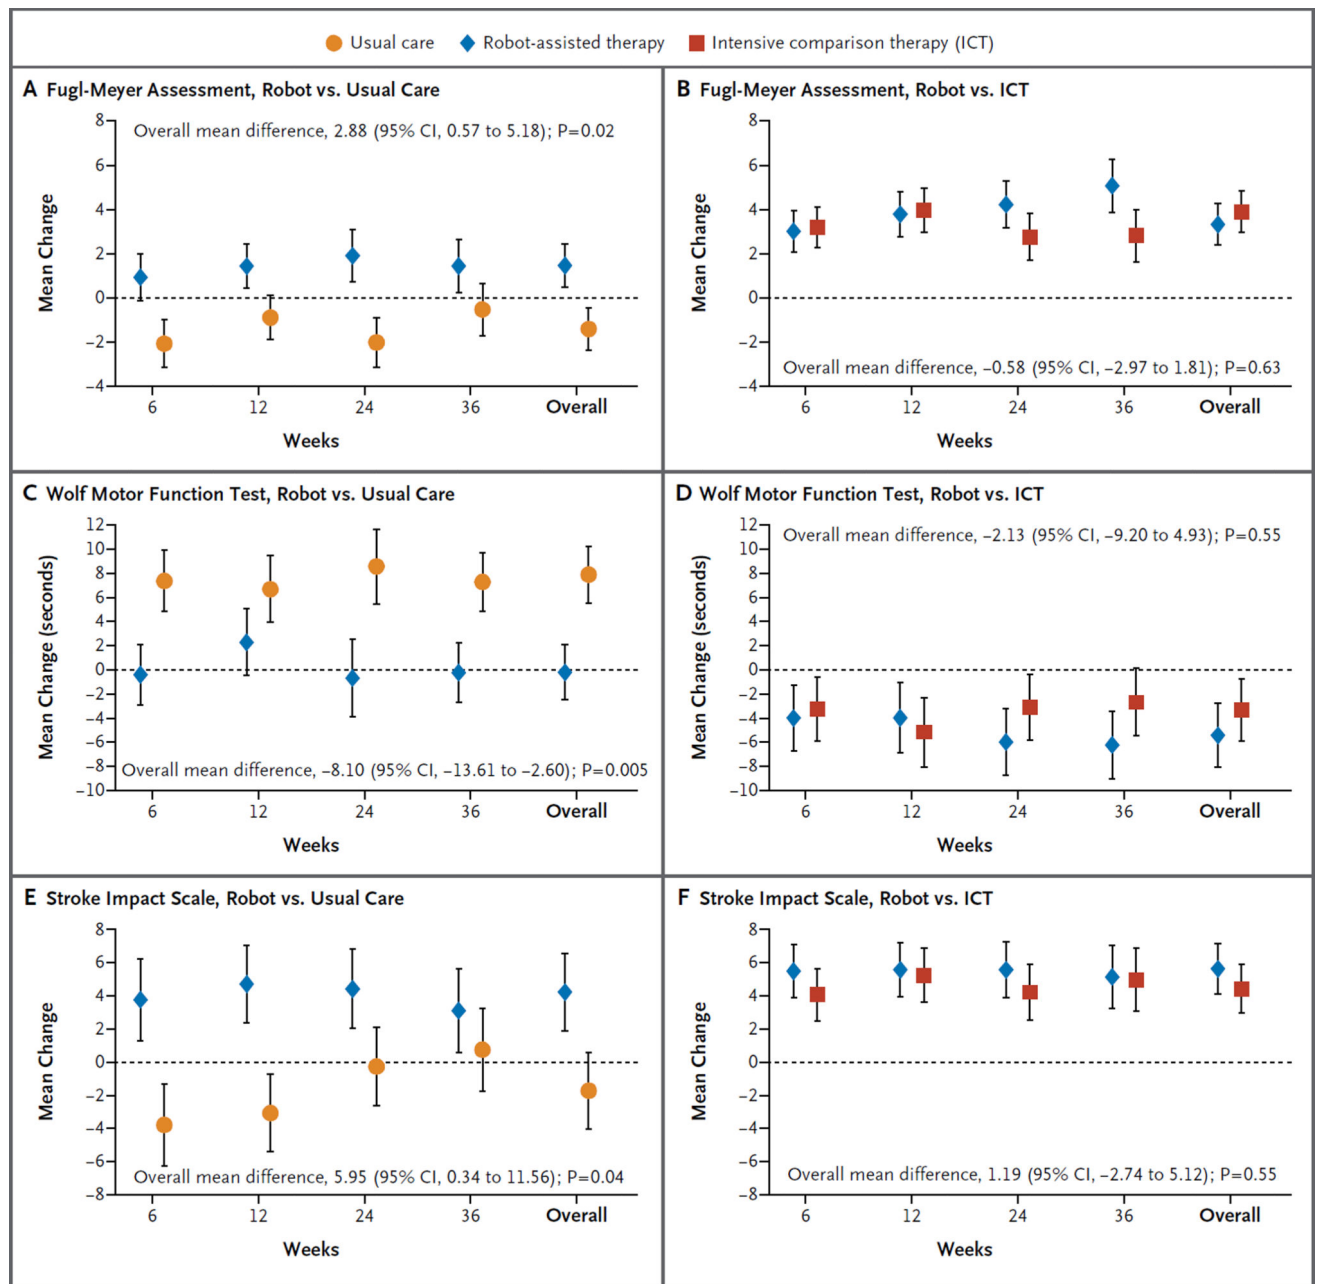 Usual care Robot-assisted therapy Intensive comparison therapy (ICT)
A Fugl-Meyer Assessment, Robot vs. Usual Care
Overall mean difference, 2.88 (95% CI, 0.57 to 5.18); P=0.02
Mean Change
8
6
4
2
0
−2
−4
6 12 24 36 Overall
Weeks
B Fugl-Meyer Assessment, Robot vs. ICT
Mean Change
8
6
4
2
0
−2
−4
Overall mean difference, −0.58 (95% CI, −2.97 to 1.81); P=0.63
6 12 24 36 Overall
Weeks
C Wolf Motor Function Test, Robot vs. Usual Care
Mean Change (seconds)
12
10
8
6
4
2
0
−2
−4
−6
−8
−10
Overall mean difference, −8.10 (95% CI, −13.61 to −2.60); P=0.005
6 12 24 36 Overall
Weeks
D Wolf Motor Function Test, Robot vs. ICT
Overall mean difference, −2.13 (95% CI, −9.20 to 4.93); P=0.55
Mean Change (seconds)
12
10
8
6
4
2
0
−2
−4
−6
−8
−10
6 12 24 36 Overall
Weeks
E Stroke Impact Scale, Robot vs. Usual Care
Mean Change
8
6
4
2
0
−2
−4
−6
−8
Overall mean difference, 5.95 (95% CI, 0.34 to 11.56); P=0.04
6 12 24 36 Overall
Weeks
F Stroke Impact Scale, Robot vs. ICT
Mean Change
8
6
4
2
0
−2
−4
−6
−8
Overall mean difference, 1.19 (95% CI, −2.74 to 5.12); P=0.55
6 12 24 36 Overall
Weeks